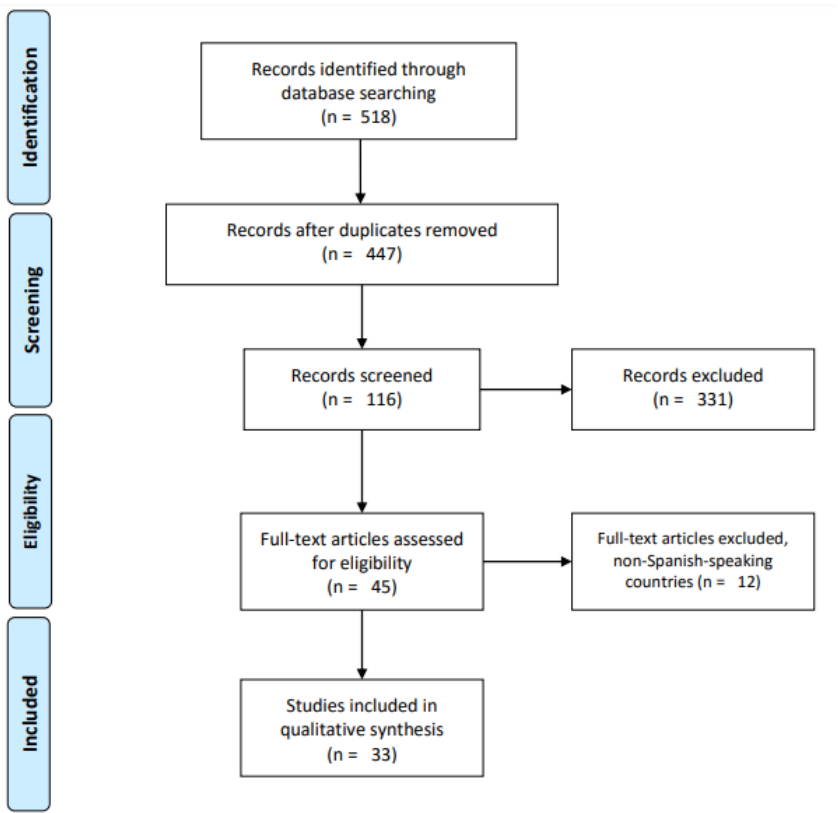 Identification
Records identified through
database searching
(n = 518)
Screening
Records after duplicates removed
(n = 447)
Records screened
(n = 116)
Records excluded
(n = 331)
Eligibility
Full-text articles assessed
for eligibility
(n = 45)
Full-text articles excluded,
non-Spanish-speaking
countries (n = 12)
Included
Studies included in
qualitative synthesis
(n = 33)